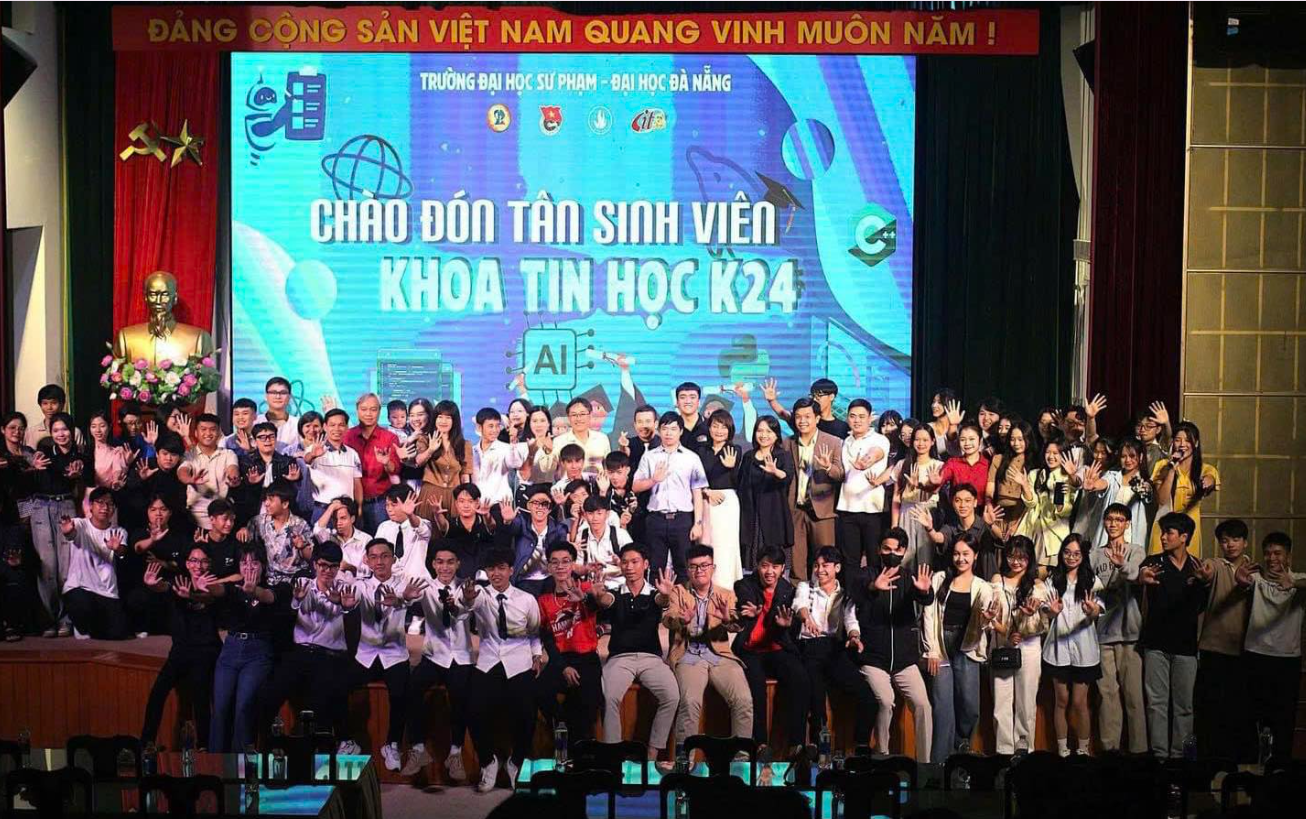 ĐẢNG CỘNG SẢN VIỆT NAM QUANG VINH MUÔN NĂM !
TRƯỜNG ĐẠI HỌC SƯ PHẠM - ĐẠI HỌC ĐÀ NẴNG
CHÀO ĐÓN TÂN SINH VIÊN
C++
KHOA TIN HỌC K24
AI